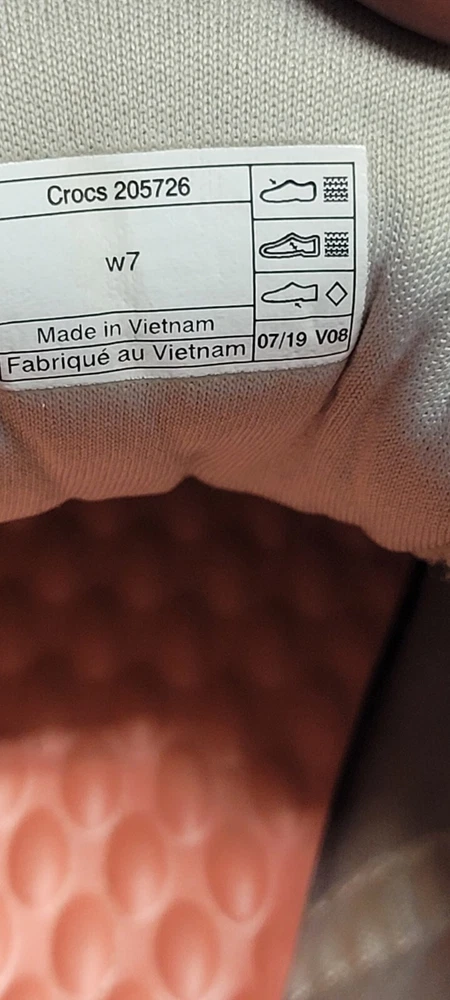 Crocs 205726
w7
Made in Vietnam
Fabriqué au Vietnam
07/19 V08